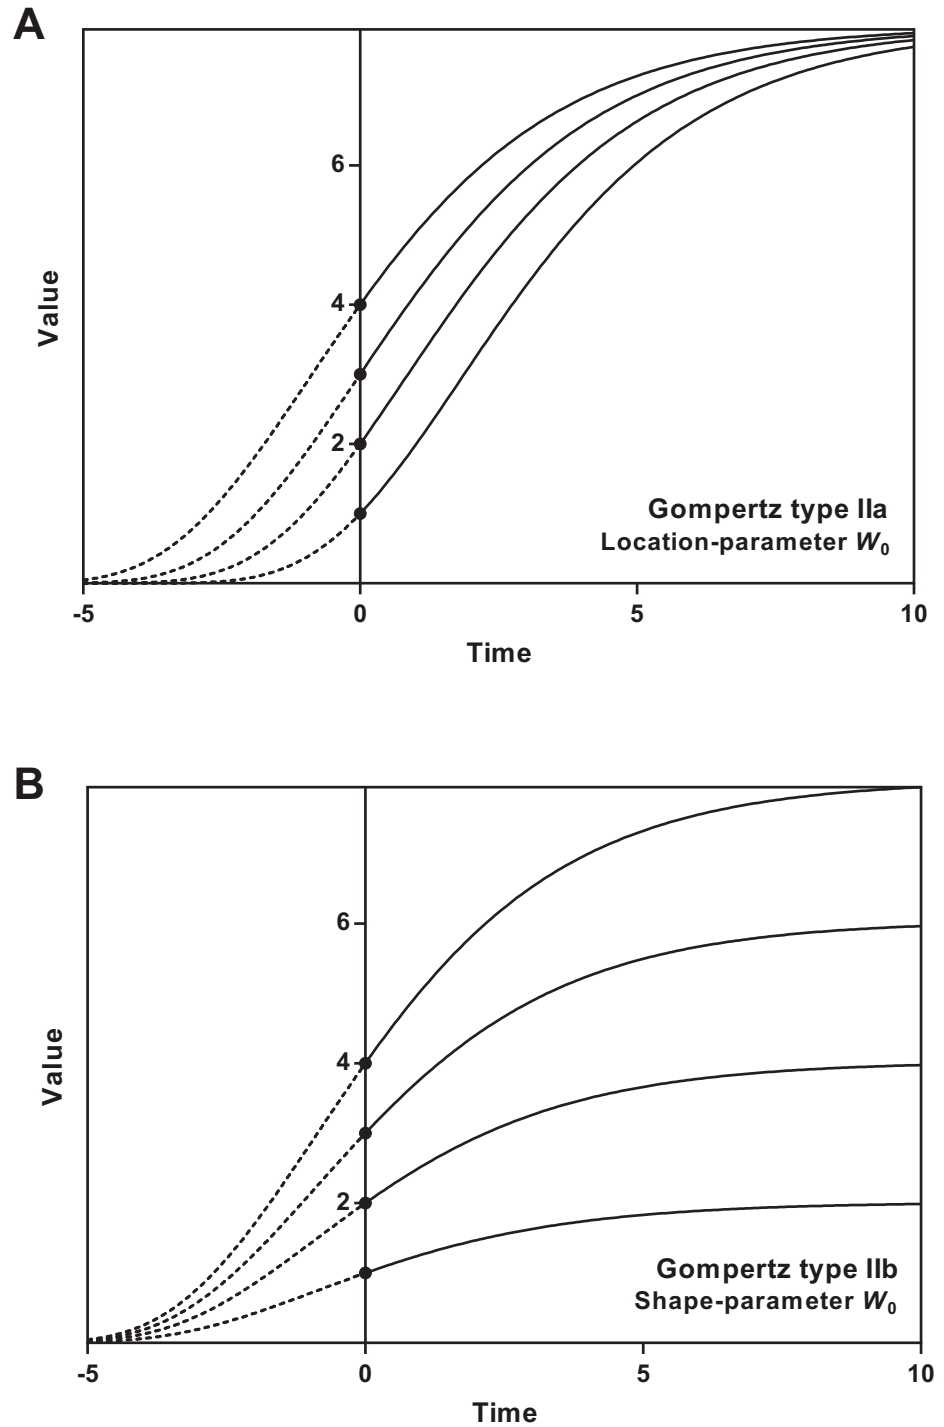 A
6
4
2
Value
Gompertz type IIa
Location-parameter W₀
-5 0 5 10
Time
B
6
4
2
Value
Gompertz type IIb
Shape-parameter W₀
-5 0 5 10
Time